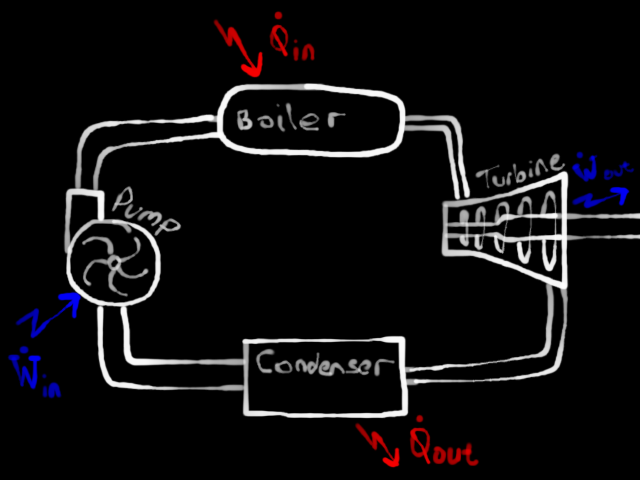 Q̇in
Boiler
Turbine
Ẇout
Pump
Ẇin
Condenser
Q̇out